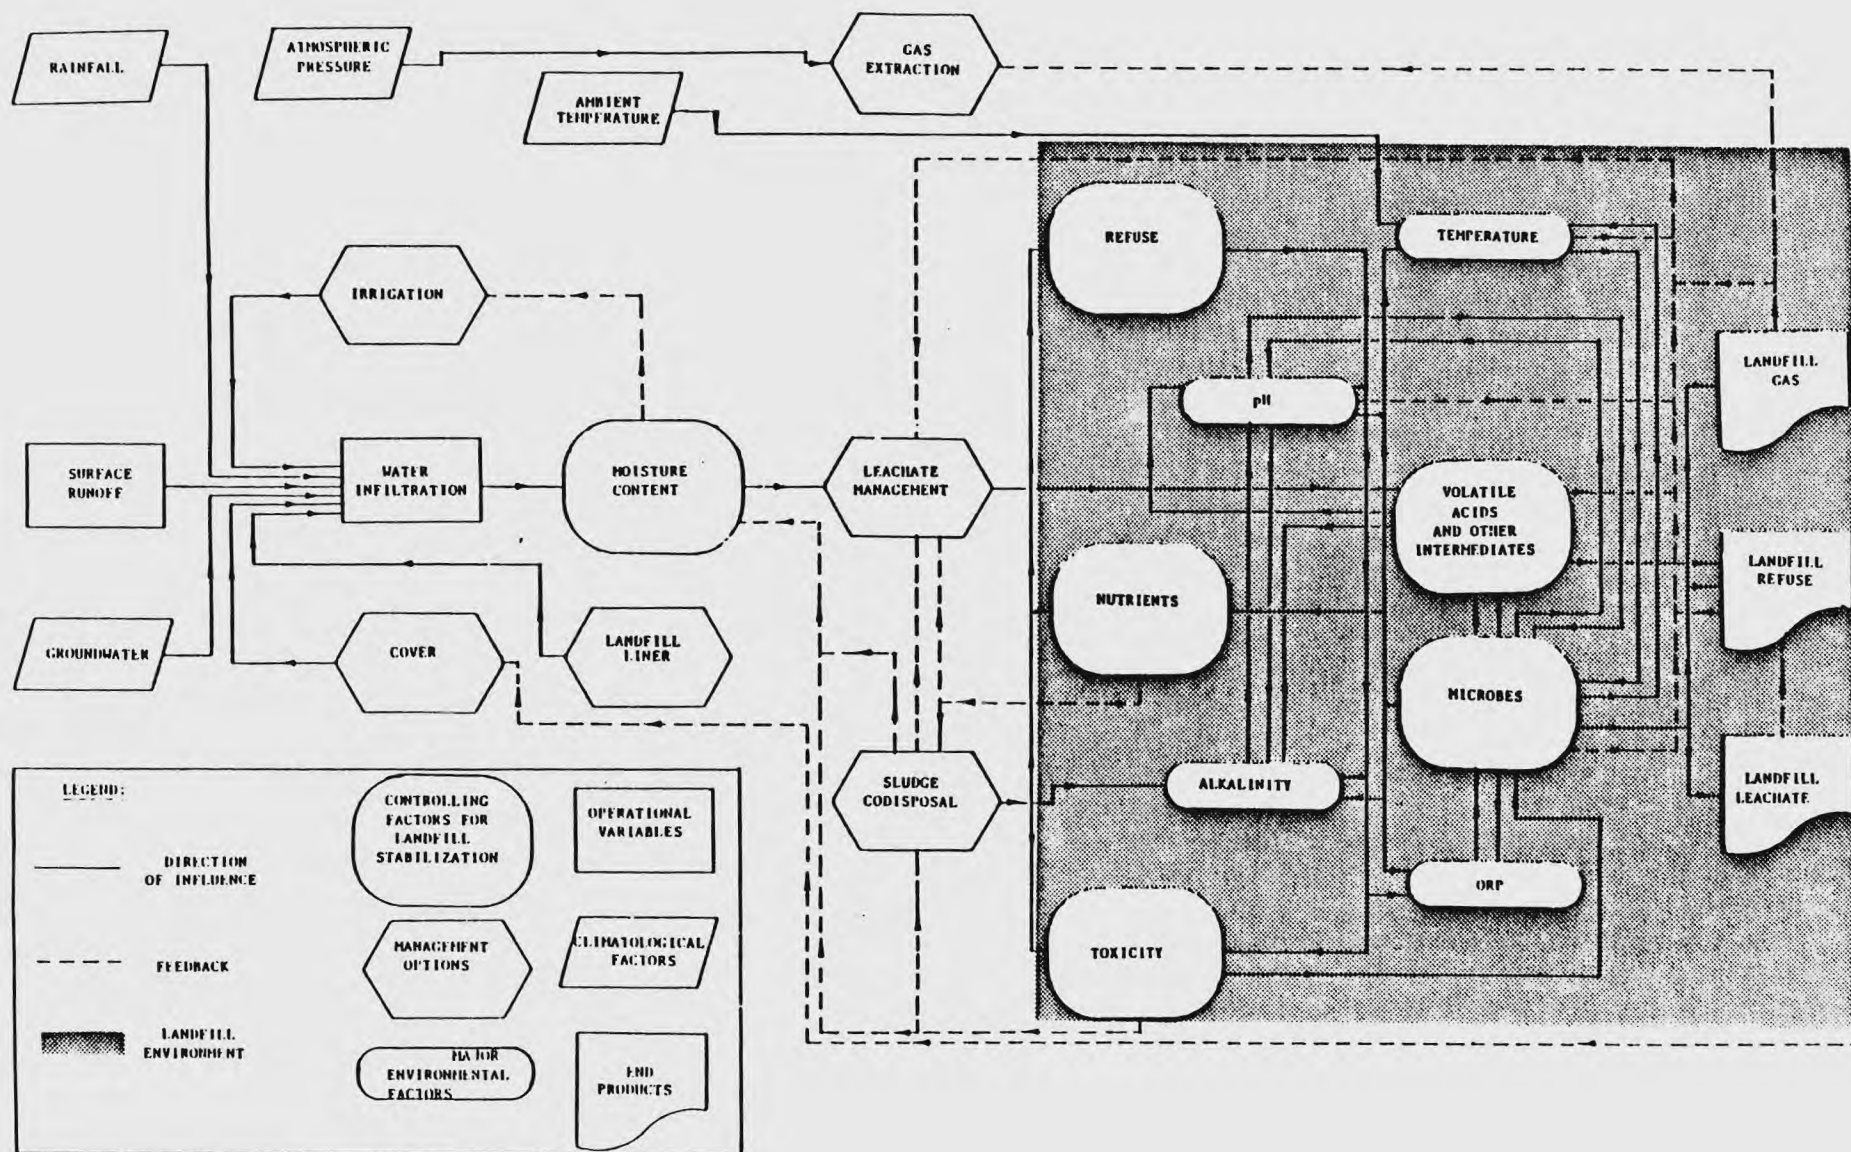 RAINFALL
ATMOSPHERIC
PRESSURE
GAS
EXTRACTION
AMBIENT
TEMPERATURE
REFUSE
TEMPERATURE
IRRIGATION
LANDFILL
GAS
pH
SURFACE
RUNOFF
WATER
INFILTRATION
MOISTURE
CONTENT
LEACHATE
MANAGEMENT
VOLATILE
ACIDS
AND OTHER
INTERMEDIATES
LANDFILL
REFUSE
NUTRIENTS
GROUNDWATER
COVER
LANDFILL
LINER
MICROBES
SLUDGE
CODISPOSAL
ALKALINITY
LANDFILL
LEACHATE
ORP
TOXICITY
LEGEND:
DIRECTION
OF INFLUENCE
FEEDBACK
LANDFILL
ENVIRONMENT
CONTROLLING
FACTORS FOR
LANDFILL
STABILIZATION
OPERATIONAL
VARIABLES
MANAGEMENT
OPTIONS
CLIMATOLOGICAL
FACTORS
MAJOR
ENVIRONMENTAL
FACTORS
END
PRODUCTS